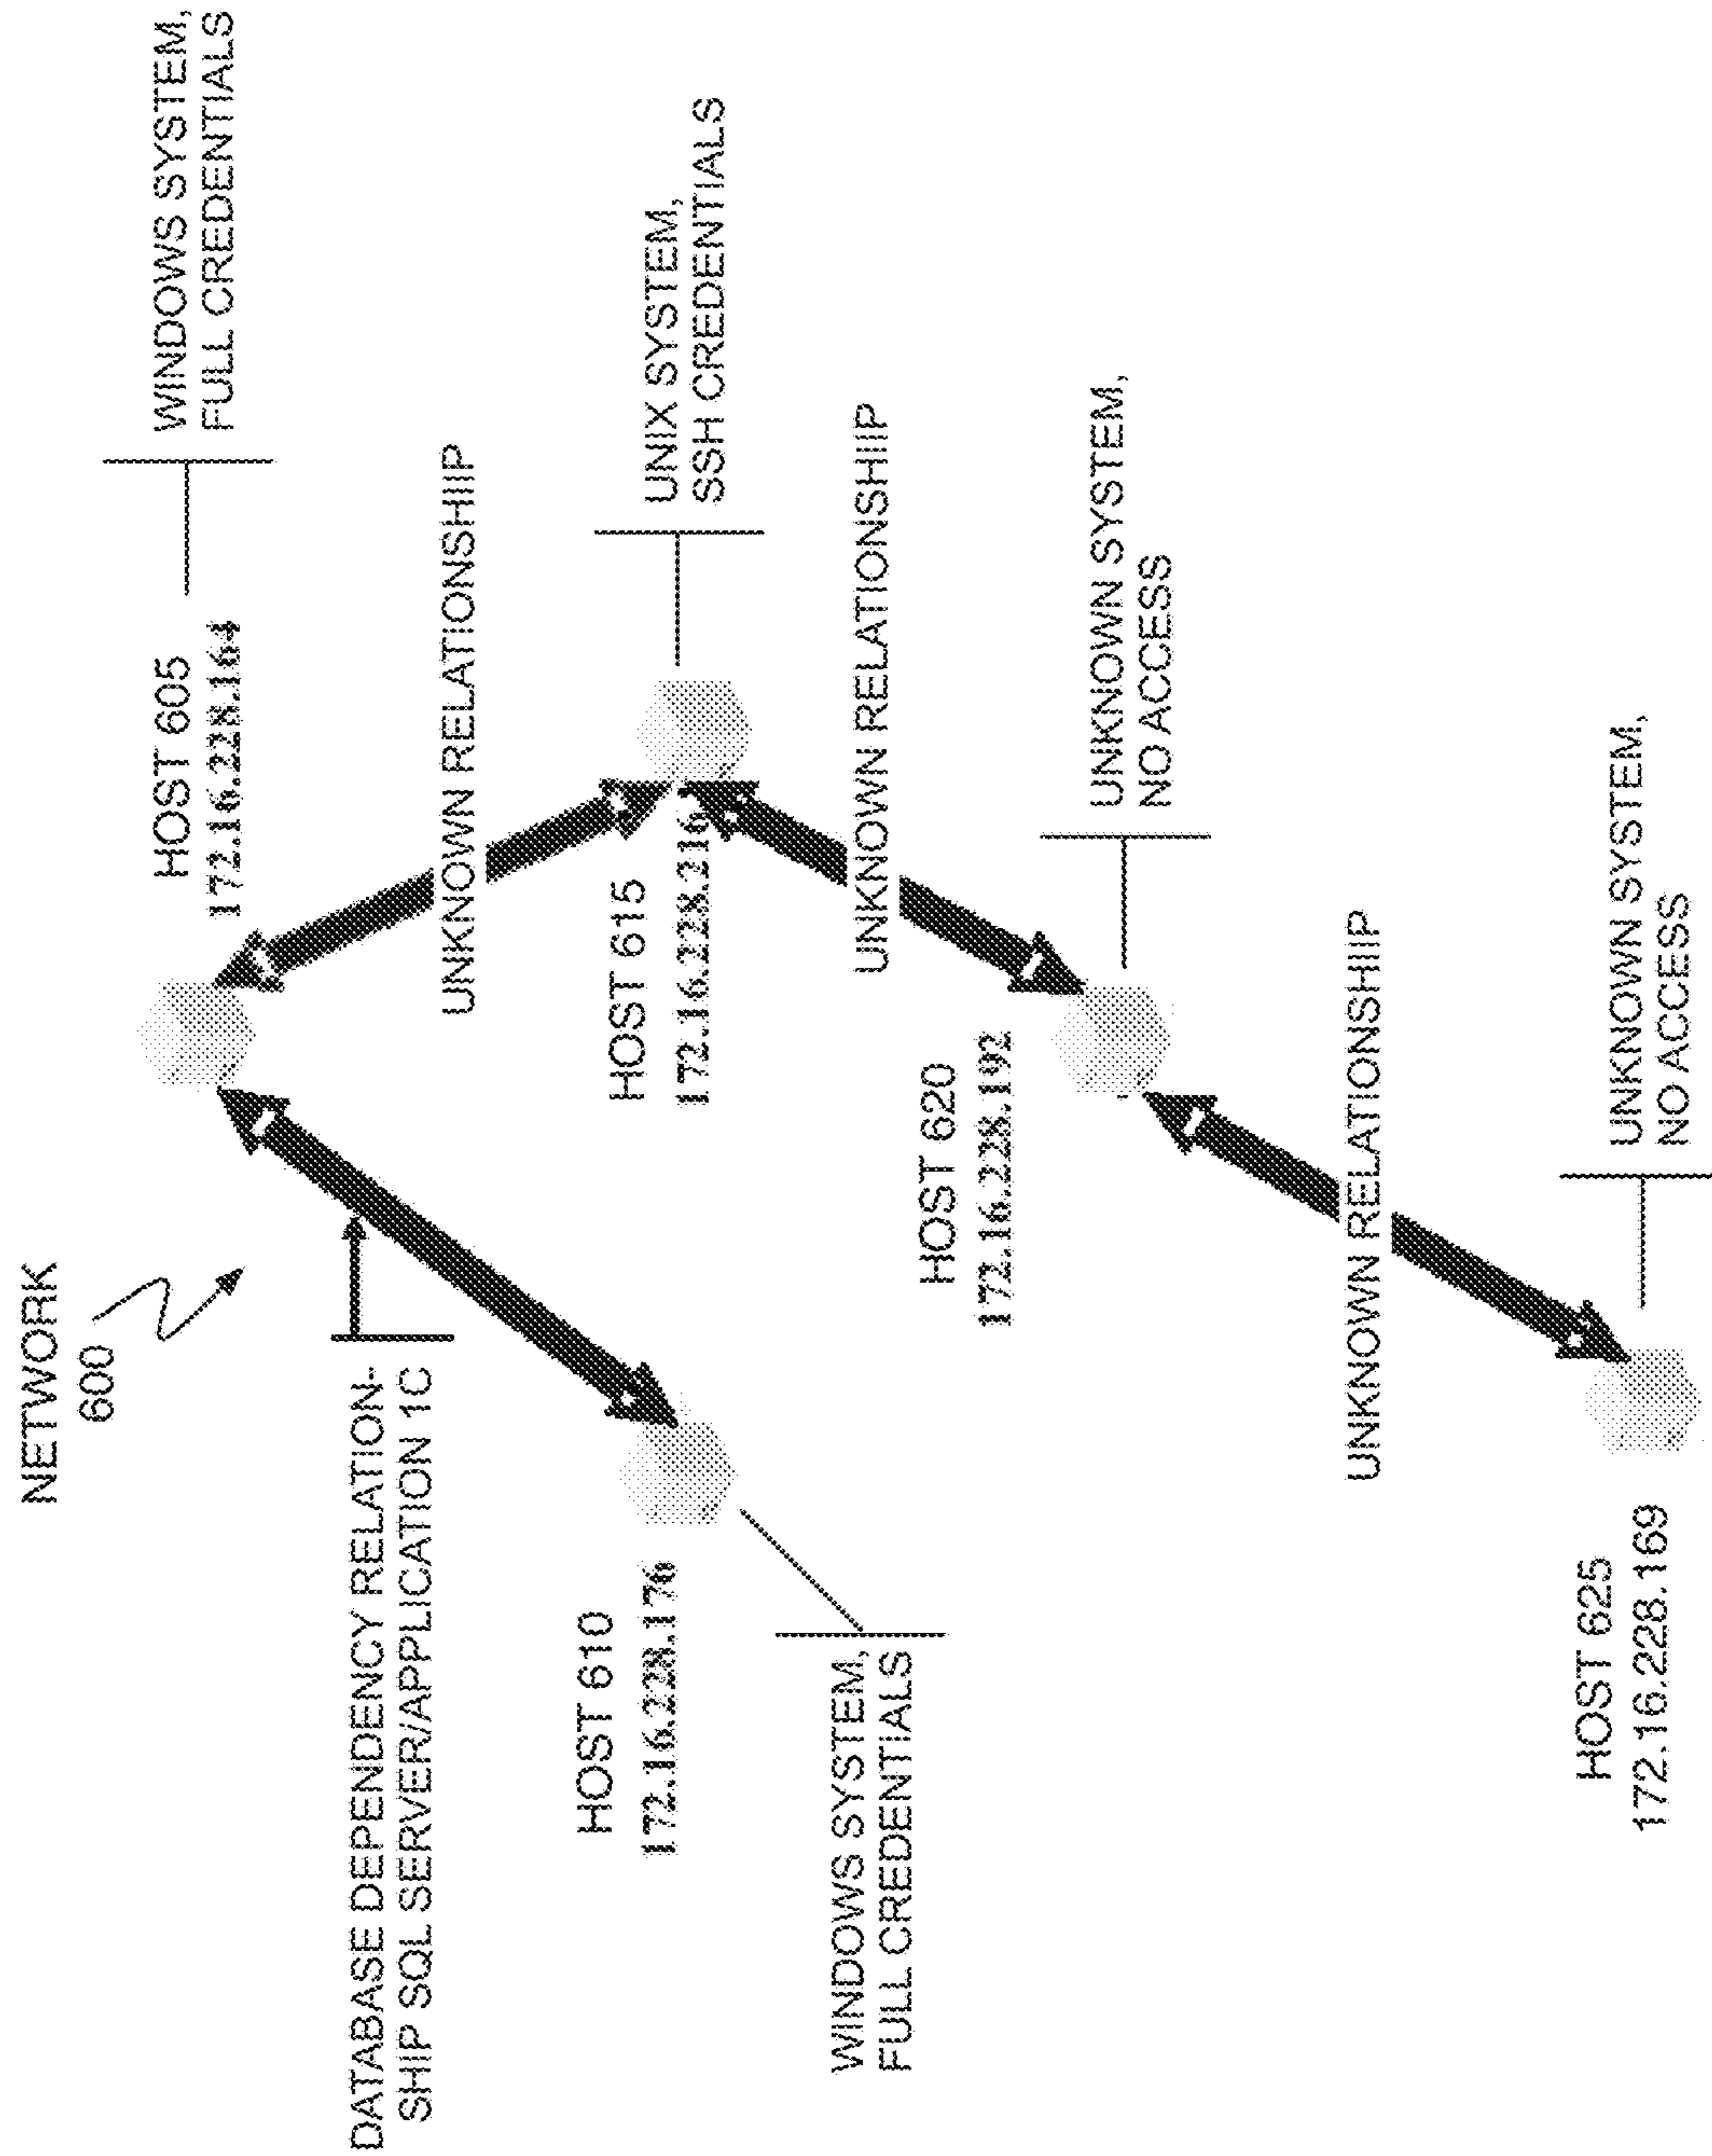 NETWORK
600
HOST 605
172.16.228.164
WINDOWS SYSTEM,
FULL CREDENTIALS
DATABASE DEPENDENCY RELATION-
SHIP SQL SERVER/APPLICATION 1C
UNKNOWN RELATIONSHIIP
HOST 610
172.16.228.176
HOST 615
172.16.228.216
UNIX SYSTEM,
SSH CREDENTIALS
WINDOWS SYSTEM,
FULL CREDENTIALS
UNKNOWN RELATIONSHIP
HOST 620
172.16.228.192
UNKNOWN SYSTEM,
NO ACCESS
UNKNOWN RELATIONSHIP
HOST 625
172.16.228.169
UNKNOWN SYSTEM,
NO ACCESS